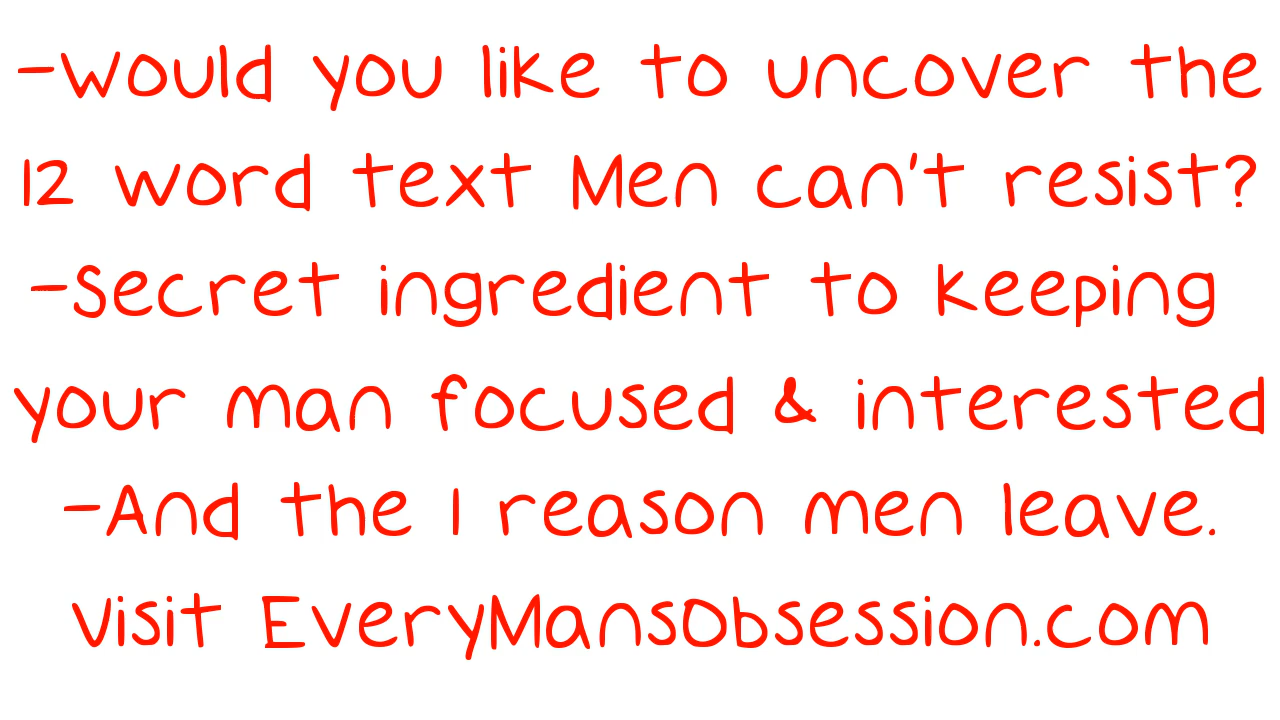 -Would you like to uncover the
12 word text Men can't resist?
-Secret ingredient to keeping
your man focused & interested
-And the 1 reason men leave.
Visit EveryMansObsession.com